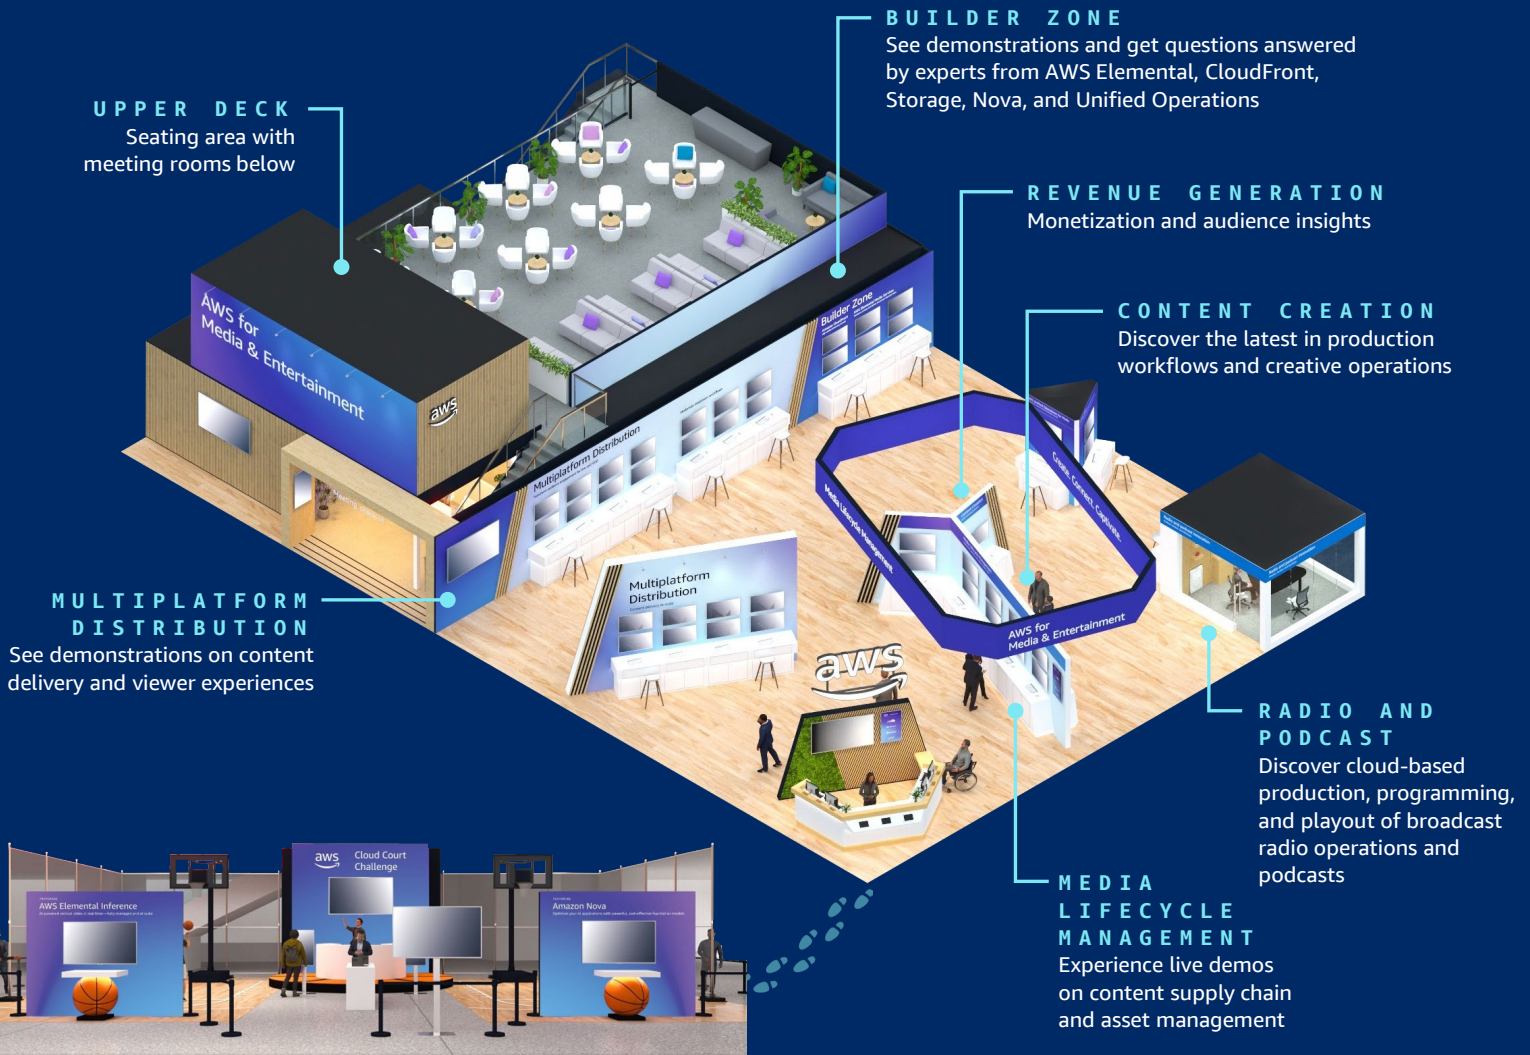 BUILDER ZONE
See demonstrations and get questions answered
by experts from AWS Elemental, CloudFront,
Storage, Nova, and Unified Operations
UPPER DECK
Seating area with
meeting rooms below
REVENUE GENERATION
Monetization and audience insights
CONTENT CREATION
Discover the latest in production
workflows and creative operations
AWS for
Media & Entertainment
aws
Builder Zone
Multiplatform Distribution
Create. Connect. Captivate.
Media Lifecycle Management
AWS for
Media & Entertainment
Multiplatform
Distribution
aws
MULTIPLATFORM
DISTRIBUTION
See demonstrations on content
delivery and viewer experiences
RADIO AND
PODCAST
Discover cloud-based
production, programming,
and playout of broadcast
radio operations and
podcasts
MEDIA
LIFECYCLE
MANAGEMENT
Experience live demos
on content supply chain
and asset management
aws
Cloud Court
Challenge
AWS Elemental Inference
Amazon Nova